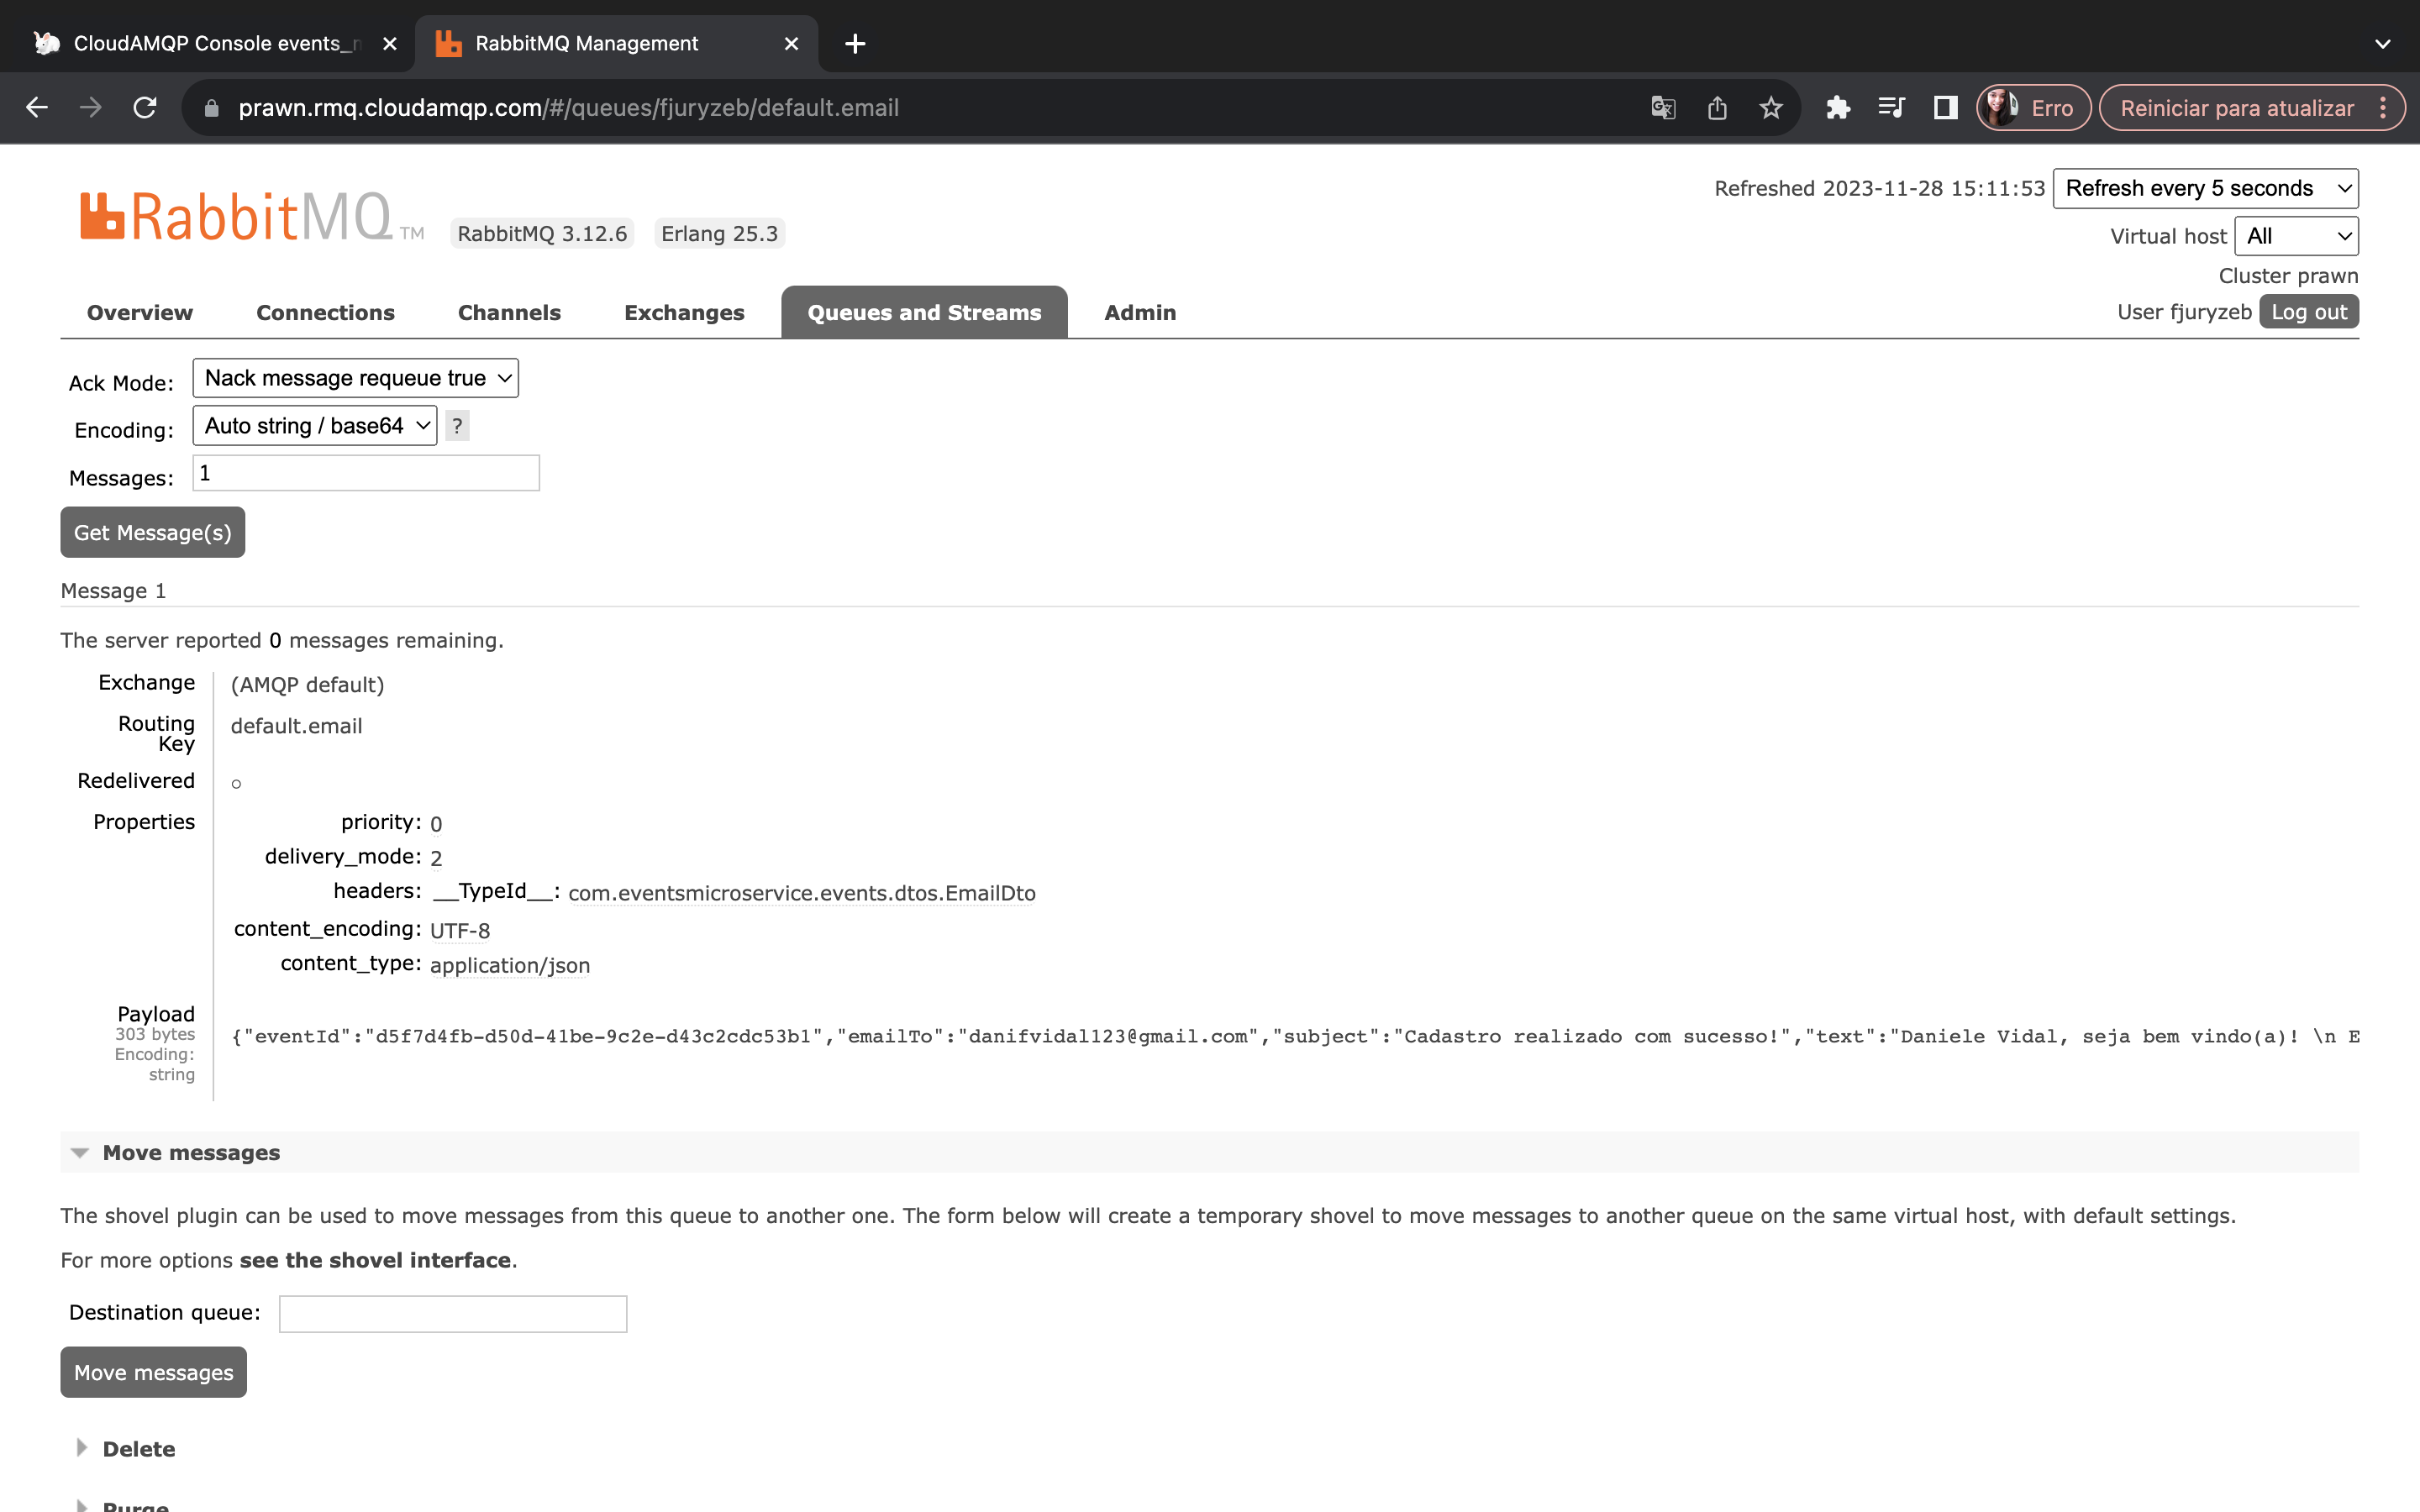 CloudAMQP Console events_n
RabbitMQ Management
prawn.rmq.cloudamqp.com/#/queues/fjuryzeb/default.email
Erro
Reiniciar para atualizar
RabbitMQ TM
RabbitMQ 3.12.6
Erlang 25.3
Refreshed 2023-11-28 15:11:53
Refresh every 5 seconds
Virtual host
All
Cluster prawn
User fjuryzeb
Log out
Overview
Connections
Channels
Exchanges
Queues and Streams
Admin
Ack Mode: Nack message requeue true
Encoding: Auto string / base64 ?
Messages: 1
Get Message(s)
Message 1
The server reported 0 messages remaining.
Exchange (AMQP default)
Routing
Key
default.email
Redelivered ○
Properties
priority: 0
delivery_mode: 2
headers: __TypeId__: com.eventsmicroservice.events.dtos.EmailDto
content_encoding: UTF-8
content_type: application/json
Payload
303 bytes
Encoding:
string
{"eventId":"d5f7d4fb-d50d-41be-9c2e-d43c2cdc53b1","emailTo":"danifvidal123@gmail.com","subject":"Cadastro realizado com sucesso!","text":"Daniele Vidal, seja bem vindo(a)! \n E
Move messages
The shovel plugin can be used to move messages from this queue to another one. The form below will create a temporary shovel to move messages to another queue on the same virtual host, with default settings.
For more options see the shovel interface.
Destination queue:
Move messages
Delete
Purge